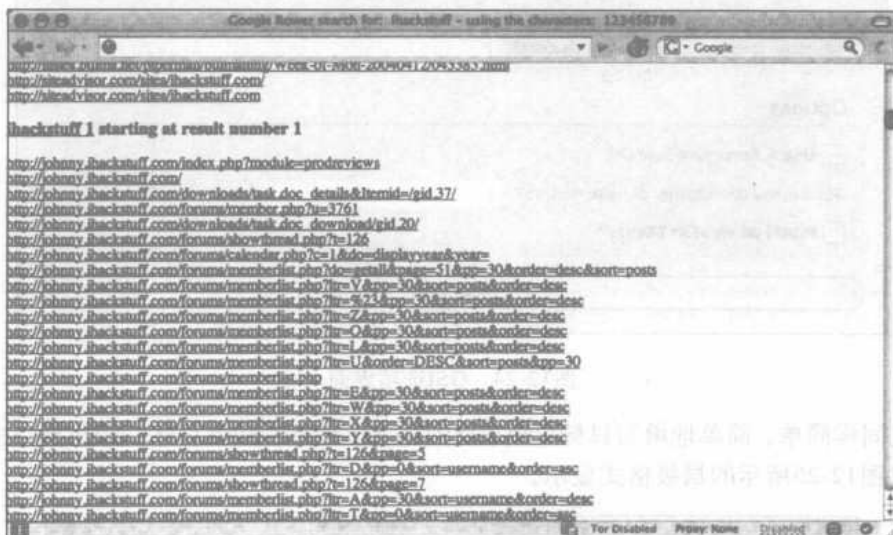 Google Rower search for: ihackstuff - using the characters: 123456789
Google
http://siteadvisor.com/sites/ihackstuff.com/
http://siteadvisor.com/sites/ihackstuff.com
ihackstuff 1 starting at result number 1
http://johnny.ihackstuff.com/index.php?module=prodreviews
http://johnny.ihackstuff.com/
http://johnny.ihackstuff.com/downloads/task.doc_details&Itemid=/gid.37/
http://johnny.ihackstuff.com/forums/member.php?u=3761
http://johnny.ihackstuff.com/downloads/task.doc_download/gid.20/
http://johnny.ihackstuff.com/forums/showthread.php?t=126
http://johnny.ihackstuff.com/forums/calendar.php?c=1&do=displayyear&year=
http://johnny.ihackstuff.com/forums/memberlist.php?do=getall&page=51&pp=30&order=desc&sort=posts
http://johnny.ihackstuff.com/forums/memberlist.php?ltr=V&pp=30&sort=posts&order=desc
http://johnny.ihackstuff.com/forums/memberlist.php?ltr=%23&pp=30&sort=posts&order=desc
http://johnny.ihackstuff.com/forums/memberlist.php?ltr=Z&pp=30&sort=posts&order=desc
http://johnny.ihackstuff.com/forums/memberlist.php?ltr=O&pp=30&sort=posts&order=desc
http://johnny.ihackstuff.com/forums/memberlist.php?ltr=L&pp=30&sort=posts&order=desc
http://johnny.ihackstuff.com/forums/memberlist.php?ltr=U&order=DESC&sort=posts&pp=30
http://johnny.ihackstuff.com/forums/memberlist.php
http://johnny.ihackstuff.com/forums/memberlist.php?ltr=E&pp=30&sort=posts&order=desc
http://johnny.ihackstuff.com/forums/memberlist.php?ltr=W&pp=30&sort=posts&order=desc
http://johnny.ihackstuff.com/forums/memberlist.php?ltr=X&pp=30&sort=posts&order=desc
http://johnny.ihackstuff.com/forums/memberlist.php?ltr=Y&pp=30&sort=posts&order=desc
http://johnny.ihackstuff.com/forums/showthread.php?t=126&page=5
http://johnny.ihackstuff.com/forums/memberlist.php?ltr=D&pp=0&sort=username&order=asc
http://johnny.ihackstuff.com/forums/showthread.php?t=126&page=7
http://johnny.ihackstuff.com/forums/memberlist.php?ltr=A&pp=30&sort=username&order=desc
http://johnny.ihackstuff.com/forums/memberlist.php?ltr=T&pp=0&sort=username&order=asc
Tor Disabled Proxy: None Disabled